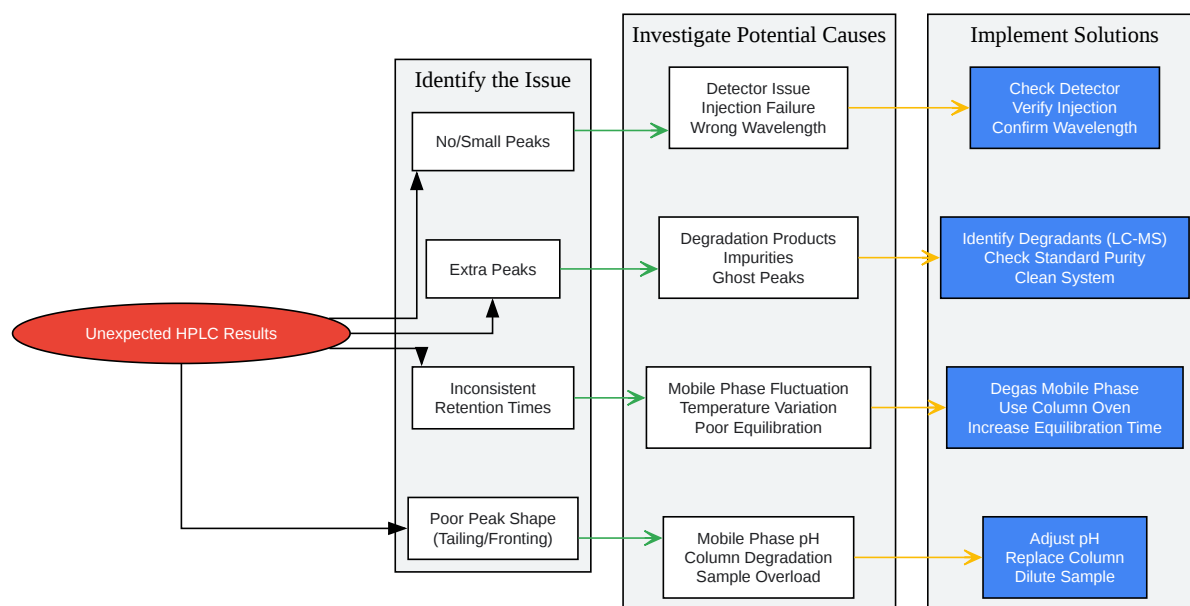 Identify the Issue
Investigate Potential Causes
Implement Solutions
Unexpected HPLC Results
No/Small Peaks
Detector Issue
Injection Failure
Wrong Wavelength
Check Detector
Verify Injection
Confirm Wavelength
Extra Peaks
Degradation Products
Impurities
Ghost Peaks
Identify Degradants (LC-MS)
Check Standard Purity
Clean System
Inconsistent
Retention Times
Mobile Phase Fluctuation
Temperature Variation
Poor Equilibration
Degas Mobile Phase
Use Column Oven
Increase Equilibration Time
Poor Peak Shape
(Tailing/Fronting)
Mobile Phase pH
Column Degradation
Sample Overload
Adjust pH
Replace Column
Dilute Sample